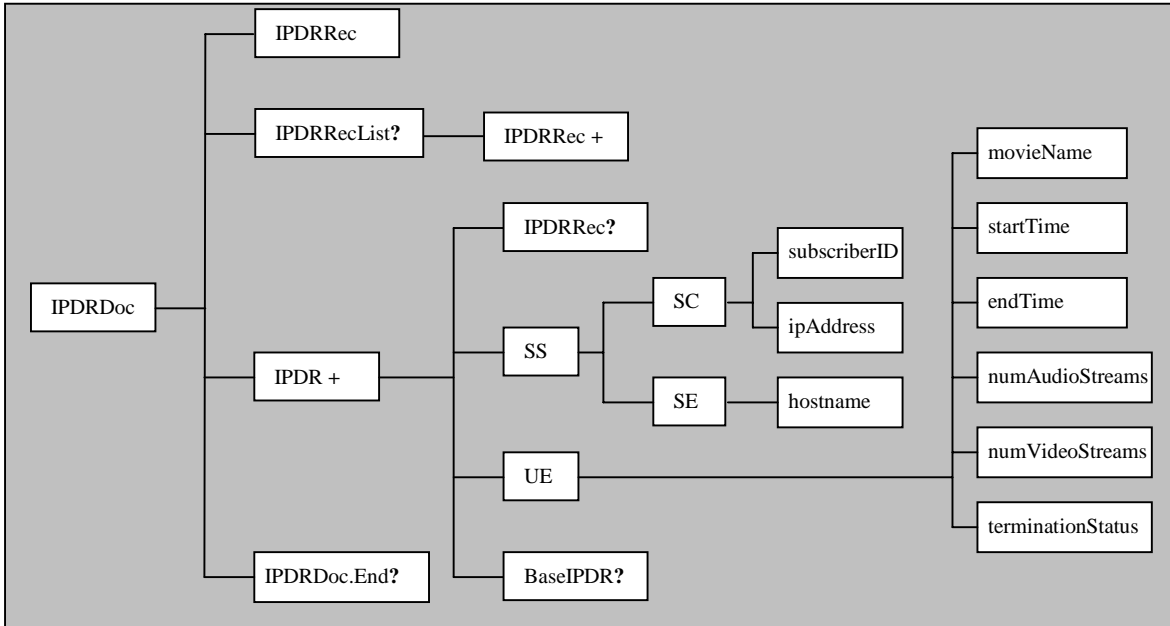 IPDRRec
IPDRRecList?
IPDRRec +
movieName
IPDRRec?
startTime
subscriberID
SC
endTime
IPDRDoc
ipAddress
SS
IPDR +
numAudioStreams
SE
hostname
numVideoStreams
UE
terminationStatus
IPDRDoc.End?
BaseIPDR?